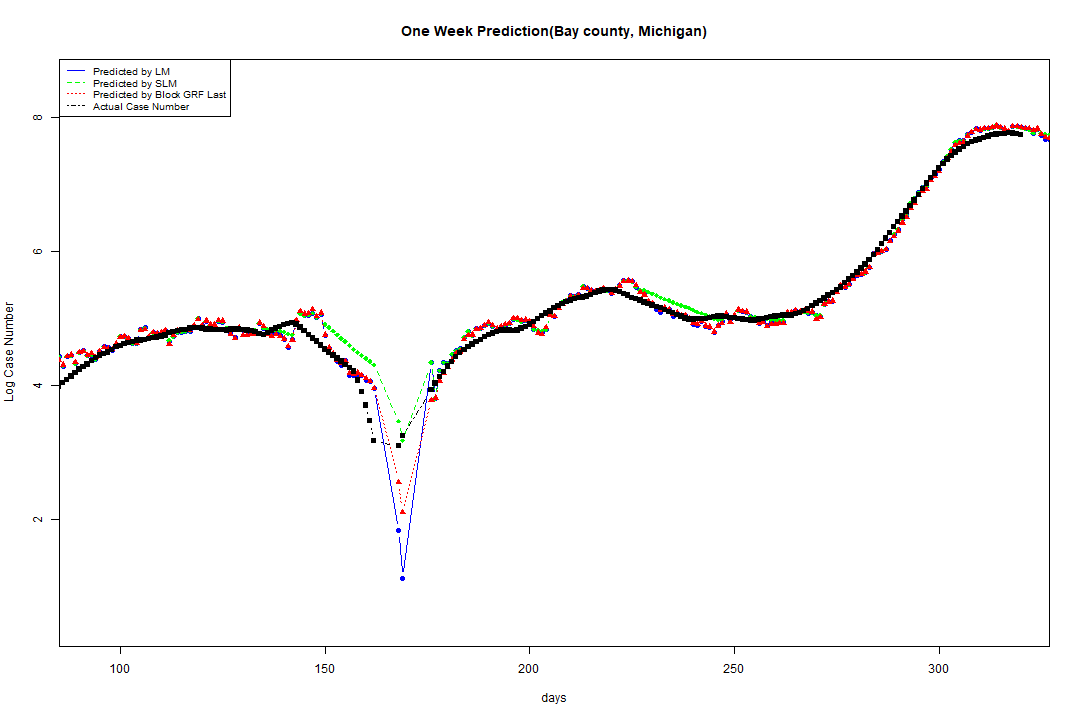 One Week Prediction(Bay county, Michigan)
Predicted by LM
Predicted by SLM
Predicted by Block GRF Last
Actual Case Number
Log Case Number
8
6
4
2
100 150 200 250 300
days